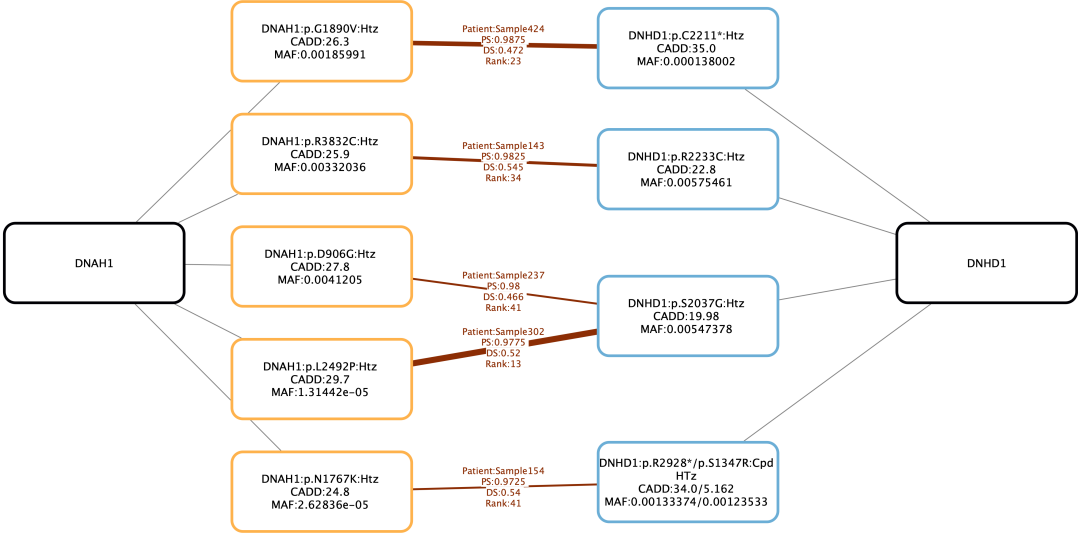 DNAH1:p.G1890V:Htz
CADD:26.3
MAF:0.00185991
Patient:Sample424
PS:0.9875
DS:0.472
Rank:23
DNHD1:p.C2211*:Htz
CADD:35.0
MAF:0.000138002
DNAH1:p.R3832C:Htz
CADD:25.9
MAF:0.00332036
Patient:Sample143
PS:0.9825
DS:0.545
Rank:34
DNHD1:p.R2233C:Htz
CADD:22.8
MAF:0.00575461
DNAH1
DNAH1:p.D906G:Htz
CADD:27.8
MAF:0.0041205
Patient:Sample237
PS:0.98
DS:0.466
Rank:41
DNHD1:p.S2037G:Htz
CADD:19.98
MAF:0.00547378
DNHD1
DNAH1:p.L2492P:Htz
CADD:29.7
MAF:1.31442e-05
Patient:Sample302
PS:0.9775
DS:0.52
Rank:13
DNAH1:p.N1767K:Htz
CADD:24.8
MAF:2.62836e-05
Patient:Sample154
PS:0.9725
DS:0.54
Rank:41
DNHD1:p.R2928*/p.S1347R:Cpd
HTz
CADD:34.0/5.162
MAF:0.00133374/0.00123533